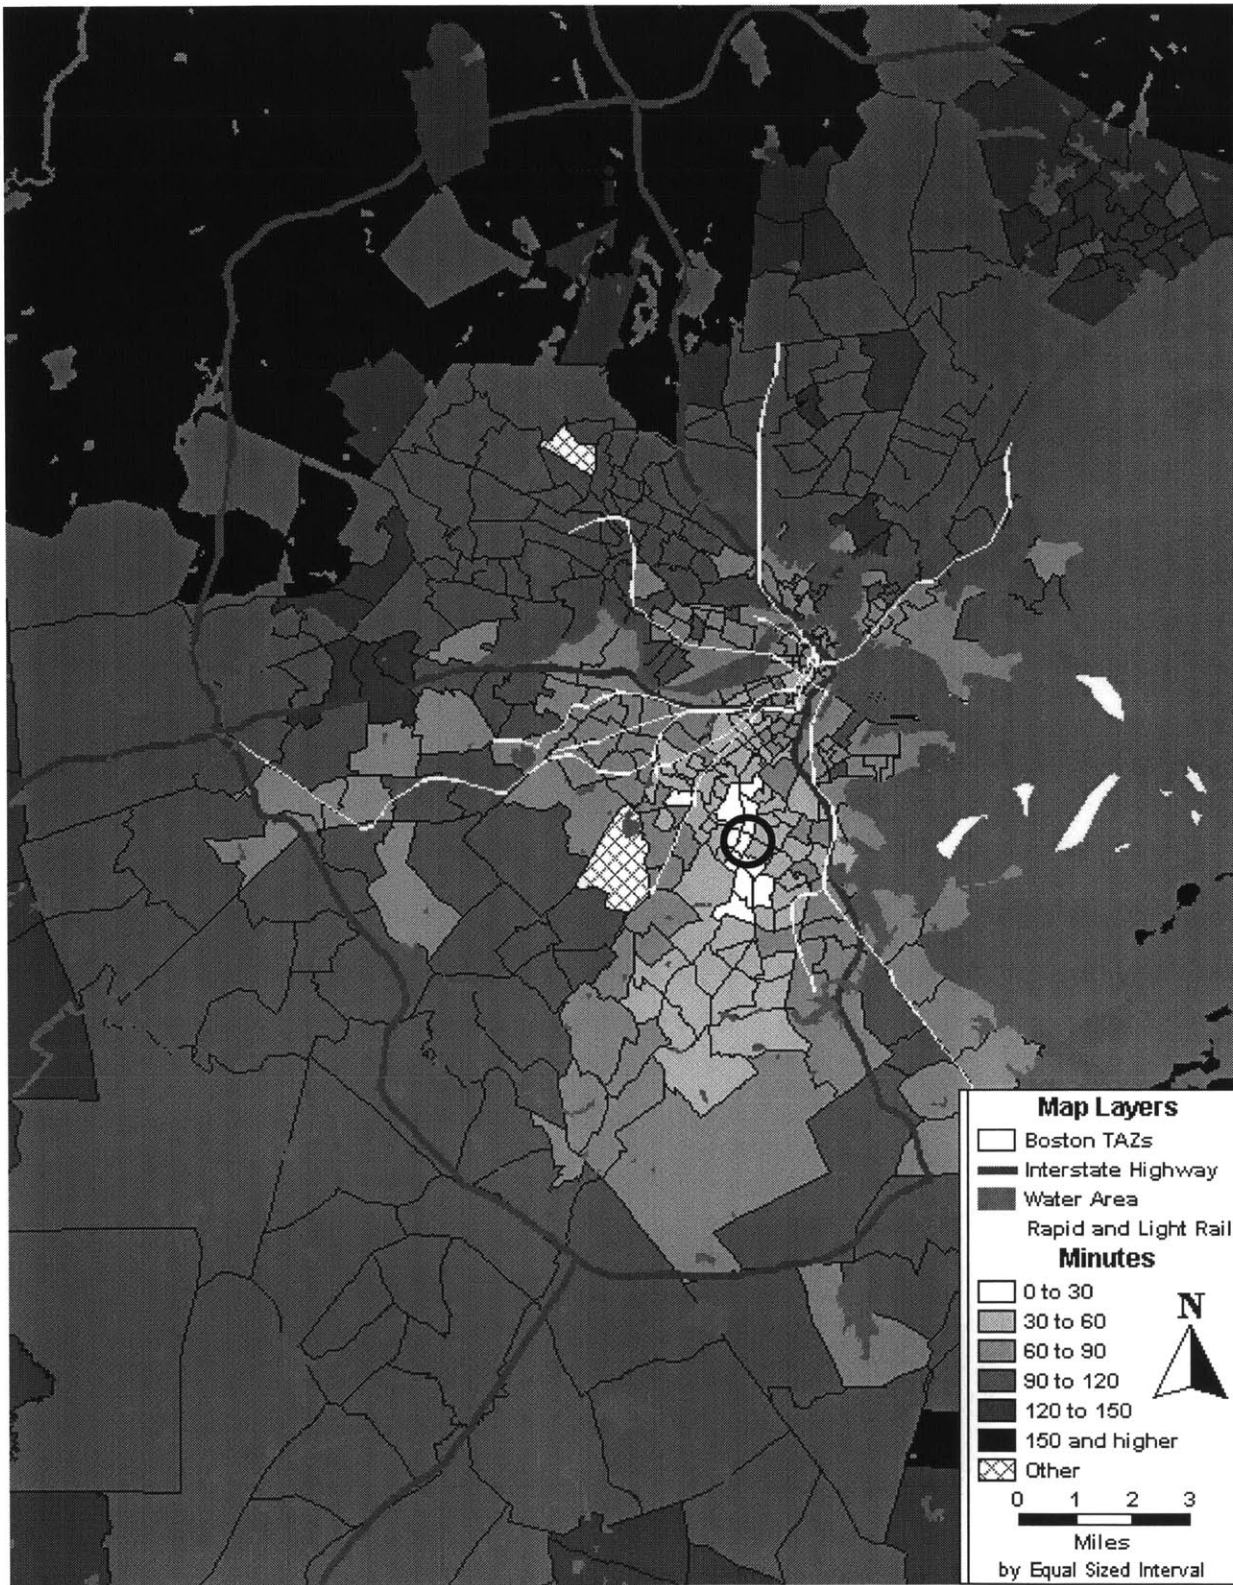 Map Layers
Boston TAZs
Interstate Highway
Water Area
Rapid and Light Rail
Minutes
0 to 30
30 to 60
60 to 90
90 to 120
120 to 150
150 and higher
Other
N
0 1 2 3
Miles
by Equal Sized Interval